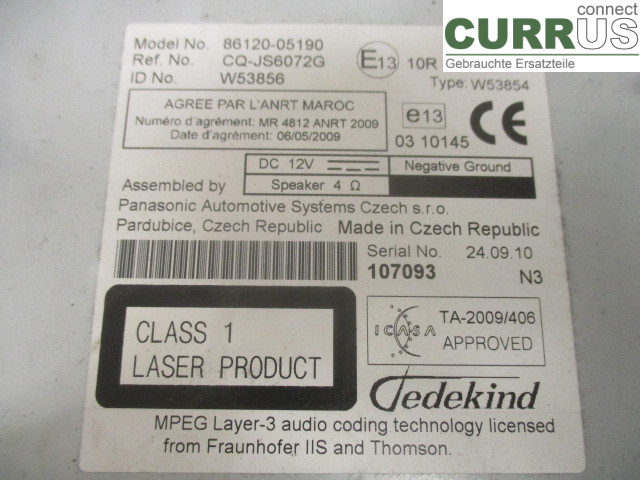 connect
CURRUS
Gebrauchte Ersatzteile
Model No. 86120-05190
Ref. No. CQ-JS6072G
ID No. W53856
E13 10R
Type: W53854
AGREE PAR L'ANRT MAROC
Numéro d'agrément: MR 4812 ANRT 2009
Date d'agrément: 06/05/2009
e13
03 10145
CE
DC 12V
Negative Ground
Speaker 4 Ω
Assembled by
Panasonic Automotive Systems Czech s.r.o.
Pardubice, Czech Republic Made in Czech Republic
Serial No. 24.09.10
107093 N3
CLASS 1
LASER PRODUCT
ICASA
TA-2009/406
APPROVED
Tedekind
MPEG Layer-3 audio coding technology licensed
from Fraunhofer IIS and Thomson.